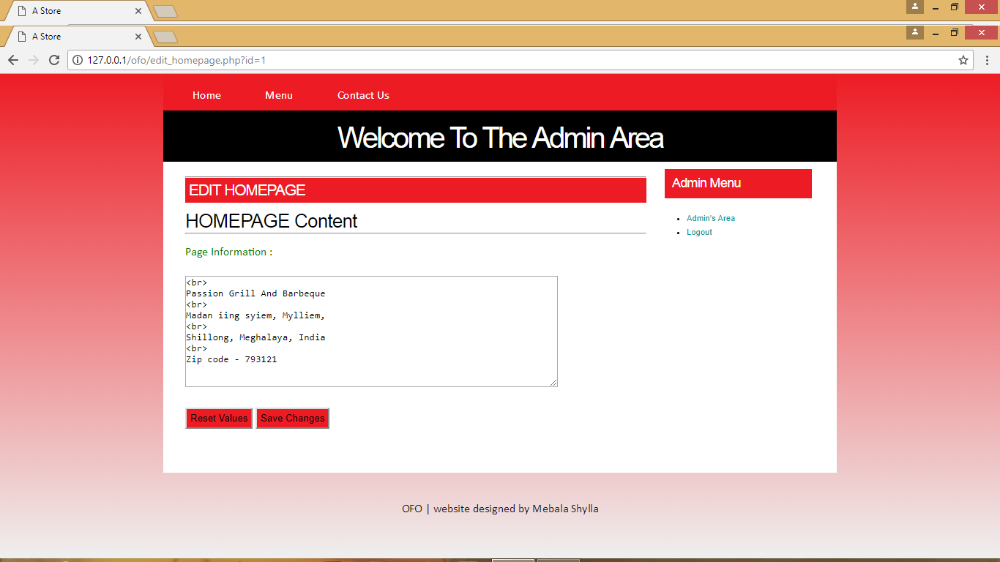 A Store
A Store
127.0.0.1/ofo/edit_homepage.php?id=1
Home Menu Contact Us
Welcome To The Admin Area
EDIT HOMEPAGE
Admin Menu
HOMEPAGE Content
Admin's Area
Logout
Page Information :
<br>
Passion Grill And Barbeque
<br>
Madan iing syiem, Mylliem,
<br>
Shillong, Meghalaya, India
<br>
Zip code - 793121
Reset Values Save Changes
OFO | website designed by Mebala Shylla